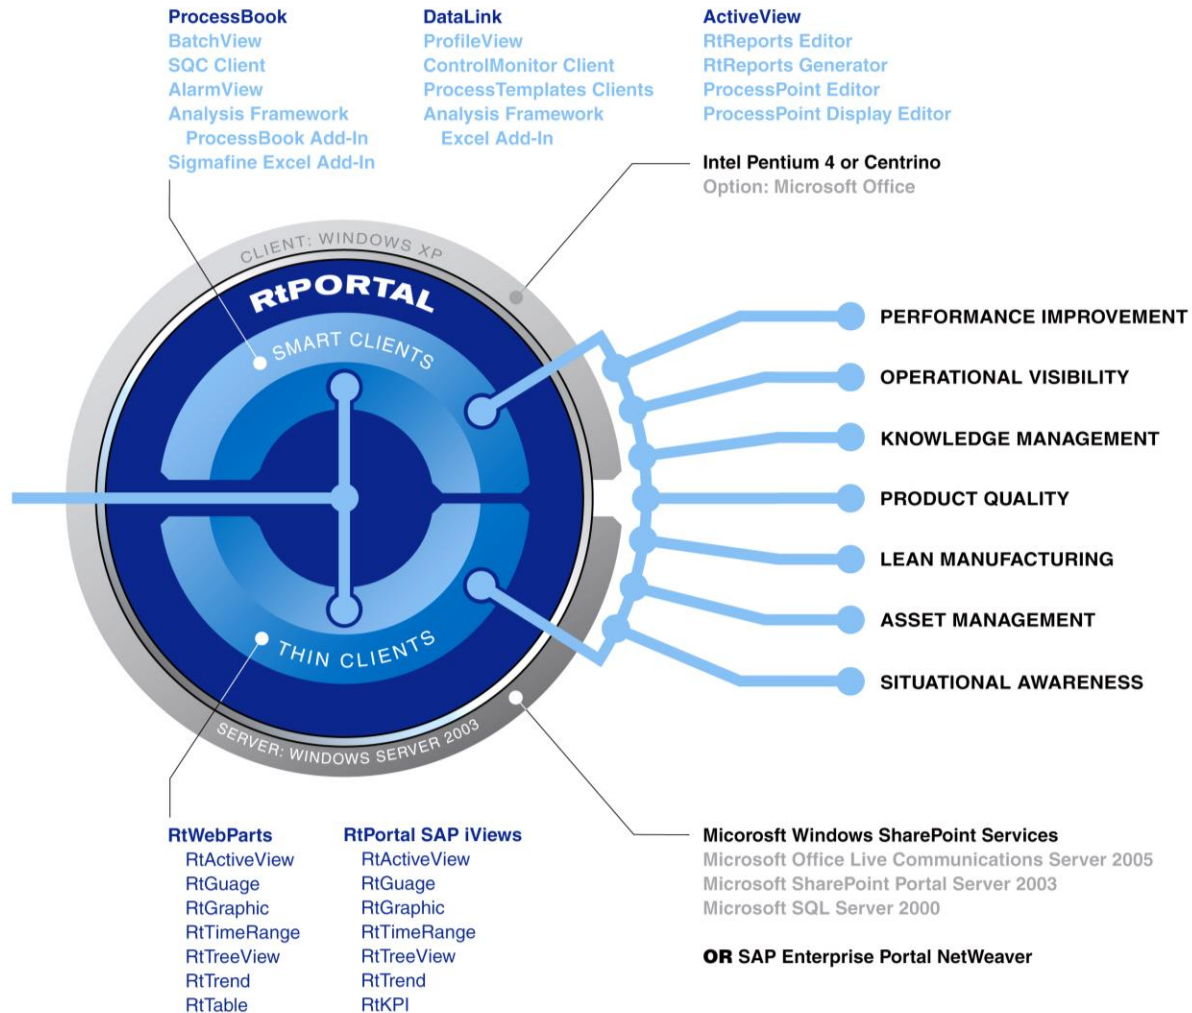 ProcessBook
BatchView
SQC Client
AlarmView
Analysis Framework
ProcessBook Add-In
Sigmafine Excel Add-In
DataLink
ProfileView
ControlMonitor Client
ProcessTemplates Clients
Analysis Framework
Excel Add-In
ActiveView
RtReports Editor
RtReports Generator
ProcessPoint Editor
ProcessPoint Display Editor
Intel Pentium 4 or Centrino
Option: Microsoft Office
CLIENT: WINDOWS XP
RtPORTAL
SMART CLIENTS
THIN CLIENTS
SERVER: WINDOWS SERVER 2003
PERFORMANCE IMPROVEMENT
OPERATIONAL VISIBILITY
KNOWLEDGE MANAGEMENT
PRODUCT QUALITY
LEAN MANUFACTURING
ASSET MANAGEMENT
SITUATIONAL AWARENESS
RtWebParts
RtActiveView
RtGuage
RtGraphic
RtTimeRange
RtTreeView
RtTrend
RtTable
RtPortal SAP iViews
RtActiveView
RtGuage
RtGraphic
RtTimeRange
RtTreeView
RtTrend
RtKPI
Micorosft Windows SharePoint Services
Microsoft Office Live Communications Server 2005
Microsoft SharePoint Portal Server 2003
Microsoft SQL Server 2000
OR SAP Enterprise Portal NetWeaver